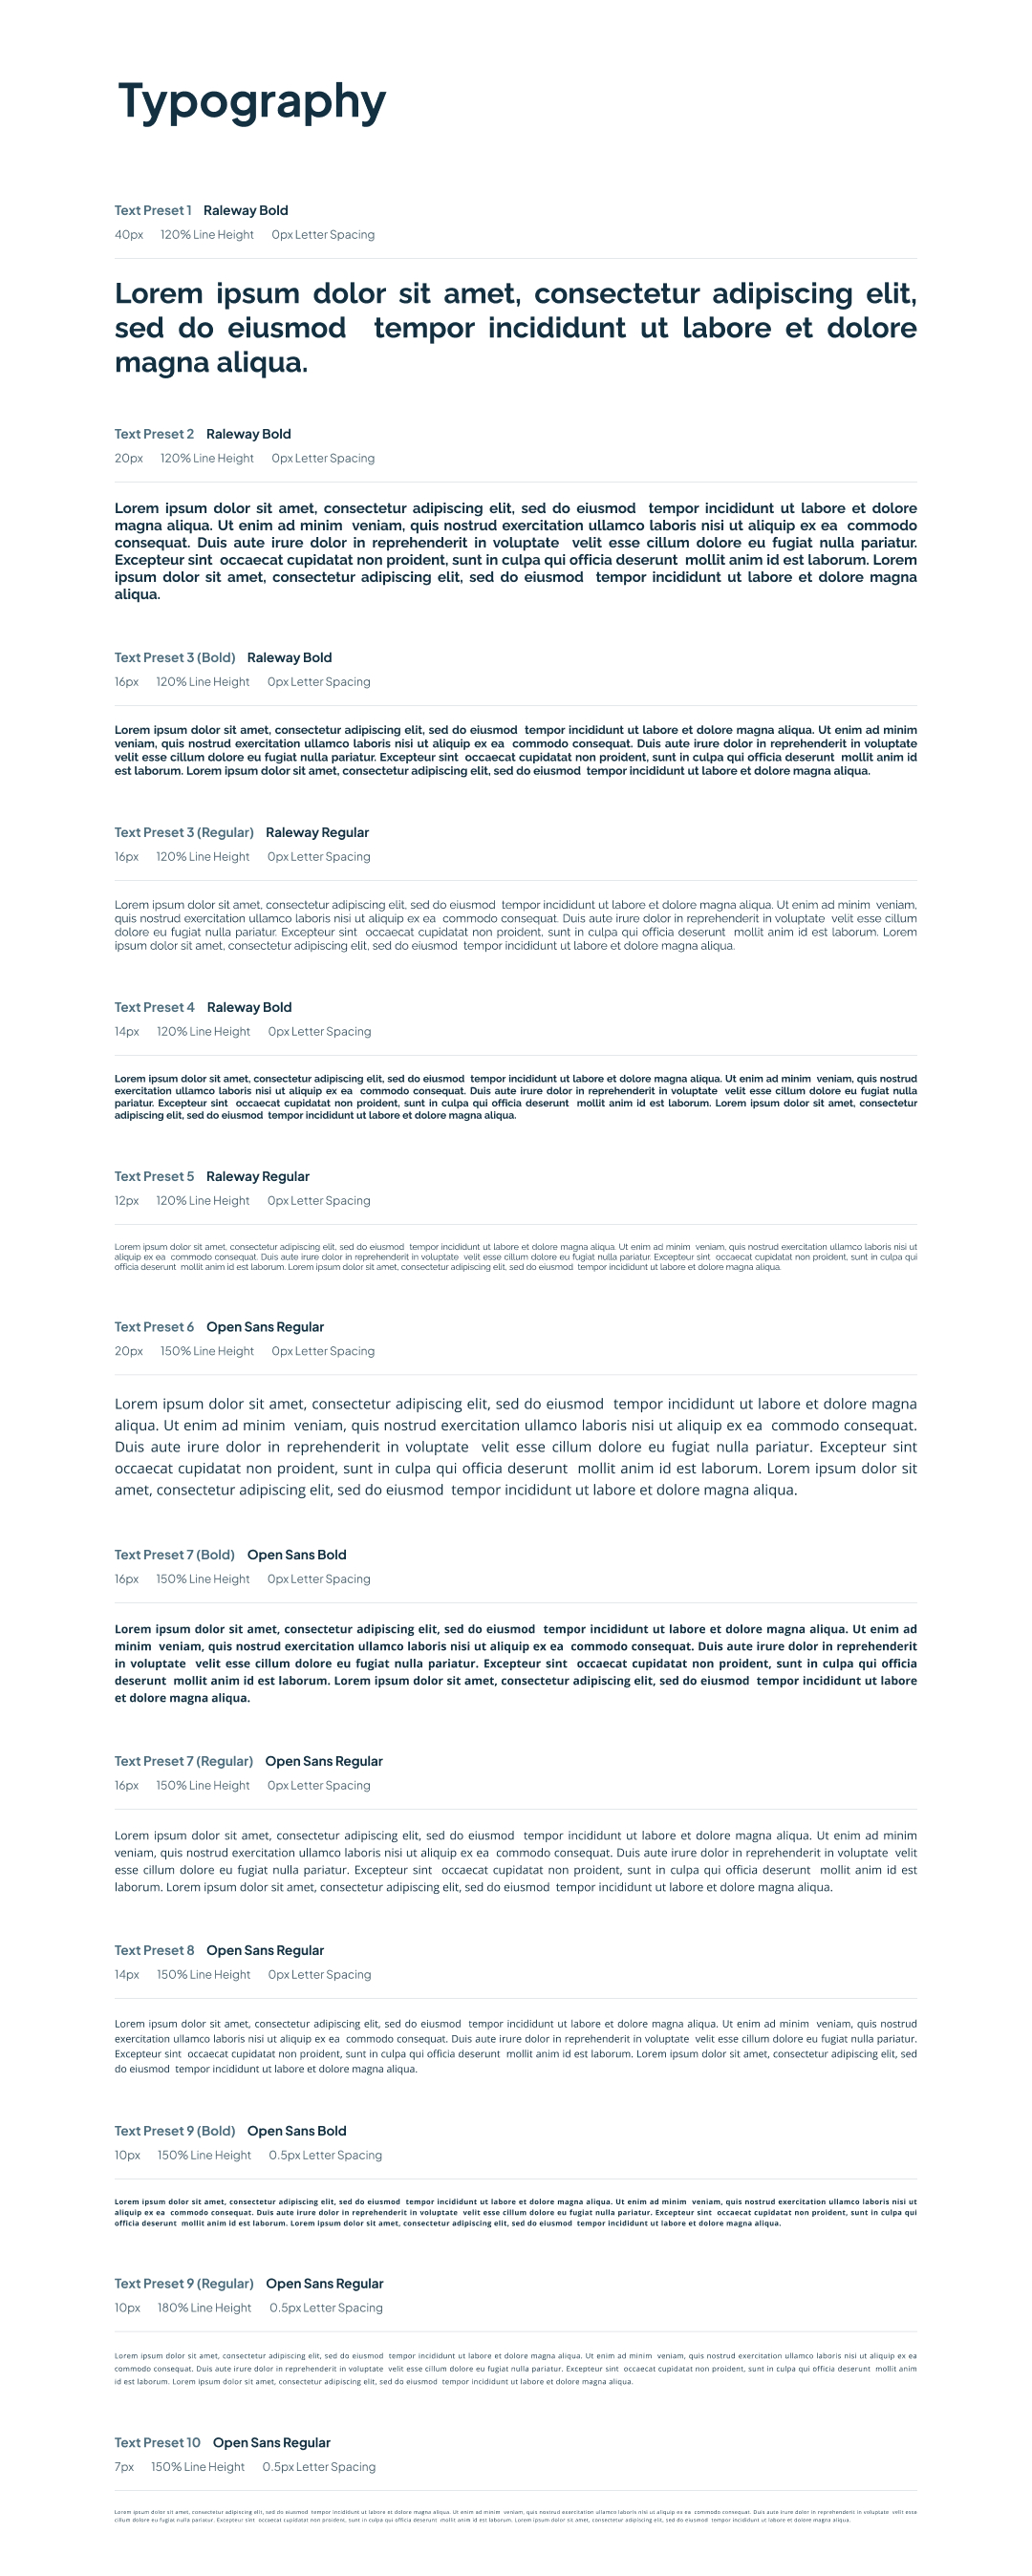 Typography
Text Preset 1 Raleway Bold
40px 120% Line Height 0px Letter Spacing
Lorem ipsum dolor sit amet, consectetur adipiscing elit,
sed do eiusmod tempor incididunt ut labore et dolore
magna aliqua.
Text Preset 2 Raleway Bold
20px 120% Line Height 0px Letter Spacing
Lorem ipsum dolor sit amet, consectetur adipiscing elit, sed do eiusmod tempor incididunt ut labore et dolore
magna aliqua. Ut enim ad minim veniam, quis nostrud exercitation ullamco laboris nisi ut aliquip ex ea commodo
consequat. Duis aute irure dolor in reprehenderit in voluptate velit esse cillum dolore eu fugiat nulla pariatur.
Excepteur sint occaecat cupidatat non proident, sunt in culpa qui officia deserunt mollit anim id est laborum. Lorem
ipsum dolor sit amet, consectetur adipiscing elit, sed do eiusmod tempor incididunt ut labore et dolore magna
aliqua.
Text Preset 3 (Bold) Raleway Bold
16px 120% Line Height 0px Letter Spacing
Lorem ipsum dolor sit amet, consectetur adipiscing elit, sed do eiusmod tempor incididunt ut labore et dolore magna aliqua. Ut enim ad minim
veniam, quis nostrud exercitation ullamco laboris nisi ut aliquip ex ea commodo consequat. Duis aute irure dolor in reprehenderit in voluptate
velit esse cillum dolore eu fugiat nulla pariatur. Excepteur sint occaecat cupidatat non proident, sunt in culpa qui officia deserunt mollit anim id
est laborum. Lorem ipsum dolor sit amet, consectetur adipiscing elit, sed do eiusmod tempor incididunt ut labore et dolore magna aliqua.
Text Preset 3 (Regular) Raleway Regular
16px 120% Line Height 0px Letter Spacing
Lorem ipsum dolor sit amet, consectetur adipiscing elit, sed do eiusmod tempor incididunt ut labore et dolore magna aliqua. Ut enim ad minim veniam,
quis nostrud exercitation ullamco laboris nisi ut aliquip ex ea commodo consequat. Duis aute irure dolor in reprehenderit in voluptate velit esse cillum
dolore eu fugiat nulla pariatur. Excepteur sint occaecat cupidatat non proident, sunt in culpa qui officia deserunt mollit anim id est laborum. Lorem
ipsum dolor sit amet, consectetur adipiscing elit, sed do eiusmod tempor incididunt ut labore et dolore magna aliqua.
Text Preset 4 Raleway Bold
14px 120% Line Height 0px Letter Spacing
Lorem ipsum dolor sit amet, consectetur adipiscing elit, sed do eiusmod tempor incididunt ut labore et dolore magna aliqua. Ut enim ad minim veniam, quis nostrud
exercitation ullamco laboris nisi ut aliquip ex ea commodo consequat. Duis aute irure dolor in reprehenderit in voluptate velit esse cillum dolore eu fugiat nulla
pariatur. Excepteur sint occaecat cupidatat non proident, sunt in culpa qui officia deserunt mollit anim id est laborum. Lorem ipsum dolor sit amet, consectetur
adipiscing elit, sed do eiusmod tempor incididunt ut labore et dolore magna aliqua.
Text Preset 5 Raleway Regular
12px 120% Line Height 0px Letter Spacing
Lorem ipsum dolor sit amet, consectetur adipiscing elit, sed do eiusmod tempor incididunt ut labore et dolore magna aliqua. Ut enim ad minim veniam, quis nostrud exercitation ullamco laboris nisi ut
aliquip ex ea commodo consequat. Duis aute irure dolor in reprehenderit in voluptate velit esse cillum dolore eu fugiat nulla pariatur. Excepteur sint occaecat cupidatat non proident, sunt in culpa qui
officia deserunt mollit anim id est laborum. Lorem ipsum dolor sit amet, consectetur adipiscing elit, sed do eiusmod tempor incididunt ut labore et dolore magna aliqua.
Text Preset 6 Open Sans Regular
20px 150% Line Height 0px Letter Spacing
Lorem ipsum dolor sit amet, consectetur adipiscing elit, sed do eiusmod tempor incididunt ut labore et dolore magna
aliqua. Ut enim ad minim veniam, quis nostrud exercitation ullamco laboris nisi ut aliquip ex ea commodo consequat.
Duis aute irure dolor in reprehenderit in voluptate velit esse cillum dolore eu fugiat nulla pariatur. Excepteur sint
occaecat cupidatat non proident, sunt in culpa qui officia deserunt mollit anim id est laborum. Lorem ipsum dolor sit
amet, consectetur adipiscing elit, sed do eiusmod tempor incididunt ut labore et dolore magna aliqua.
Text Preset 7 (Bold) Open Sans Bold
16px 150% Line Height 0px Letter Spacing
Lorem ipsum dolor sit amet, consectetur adipiscing elit, sed do eiusmod tempor incididunt ut labore et dolore magna aliqua. Ut enim ad
minim veniam, quis nostrud exercitation ullamco laboris nisi ut aliquip ex ea commodo consequat. Duis aute irure dolor in reprehenderit
in voluptate velit esse cillum dolore eu fugiat nulla pariatur. Excepteur sint occaecat cupidatat non proident, sunt in culpa qui officia
deserunt mollit anim id est laborum. Lorem ipsum dolor sit amet, consectetur adipiscing elit, sed do eiusmod tempor incididunt ut labore
et dolore magna aliqua.
Text Preset 7 (Regular) Open Sans Regular
16px 150% Line Height 0px Letter Spacing
Lorem ipsum dolor sit amet, consectetur adipiscing elit, sed do eiusmod tempor incididunt ut labore et dolore magna aliqua. Ut enim ad minim
veniam, quis nostrud exercitation ullamco laboris nisi ut aliquip ex ea commodo consequat. Duis aute irure dolor in reprehenderit in voluptate velit
esse cillum dolore eu fugiat nulla pariatur. Excepteur sint occaecat cupidatat non proident, sunt in culpa qui officia deserunt mollit anim id est
laborum. Lorem ipsum dolor sit amet, consectetur adipiscing elit, sed do eiusmod tempor incididunt ut labore et dolore magna aliqua.
Text Preset 8 Open Sans Regular
14px 150% Line Height 0px Letter Spacing
Lorem ipsum dolor sit amet, consectetur adipiscing elit, sed do eiusmod tempor incididunt ut labore et dolore magna aliqua. Ut enim ad minim veniam, quis nostrud
exercitation ullamco laboris nisi ut aliquip ex ea commodo consequat. Duis aute irure dolor in reprehenderit in voluptate velit esse cillum dolore eu fugiat nulla pariatur.
Excepteur sint occaecat cupidatat non proident, sunt in culpa qui officia deserunt mollit anim id est laborum. Lorem ipsum dolor sit amet, consectetur adipiscing elit, sed
do eiusmod tempor incididunt ut labore et dolore magna aliqua.
Text Preset 9 (Bold) Open Sans Bold
10px 150% Line Height 0.5px Letter Spacing
Lorem ipsum dolor sit amet, consectetur adipiscing elit, sed do eiusmod tempor incididunt ut labore et dolore magna aliqua. Ut enim ad minim veniam, quis nostrud exercitation ullamco laboris nisi ut
aliquip ex ea commodo consequat. Duis aute irure dolor in reprehenderit in voluptate velit esse cillum dolore eu fugiat nulla pariatur. Excepteur sint occaecat cupidatat non proident, sunt in culpa qui
officia deserunt mollit anim id est laborum. Lorem ipsum dolor sit amet, consectetur adipiscing elit, sed do eiusmod tempor incididunt ut labore et dolore magna aliqua.
Text Preset 9 (Regular) Open Sans Regular
10px 180% Line Height 0.5px Letter Spacing
Lorem ipsum dolor sit amet, consectetur adipiscing elit, sed do eiusmod tempor incididunt ut labore et dolore magna aliqua. Ut enim ad minim veniam, quis nostrud exercitation ullamco laboris nisi ut aliquip ex ea
commodo consequat. Duis aute irure dolor in reprehenderit in voluptate velit esse cillum dolore eu fugiat nulla pariatur. Excepteur sint occaecat cupidatat non proident, sunt in culpa qui officia deserunt mollit anim
id est laborum. Lorem ipsum dolor sit amet, consectetur adipiscing elit, sed do eiusmod tempor incididunt ut labore et dolore magna aliqua.
Text Preset 10 Open Sans Regular
7px 150% Line Height 0.5px Letter Spacing
Lorem ipsum dolor sit amet, consectetur adipiscing elit, sed do eiusmod tempor incididunt ut labore et dolore magna aliqua. Ut enim ad minim veniam, quis nostrud exercitation ullamco laboris nisi ut aliquip ex ea commodo consequat. Duis aute irure dolor in reprehenderit in voluptate velit esse
cillum dolore eu fugiat nulla pariatur. Excepteur sint occaecat cupidatat non proident, sunt in culpa qui officia deserunt mollit anim id est laborum. Lorem ipsum dolor sit amet, consectetur adipiscing elit, sed do eiusmod tempor incididunt ut labore et dolore magna aliqua.